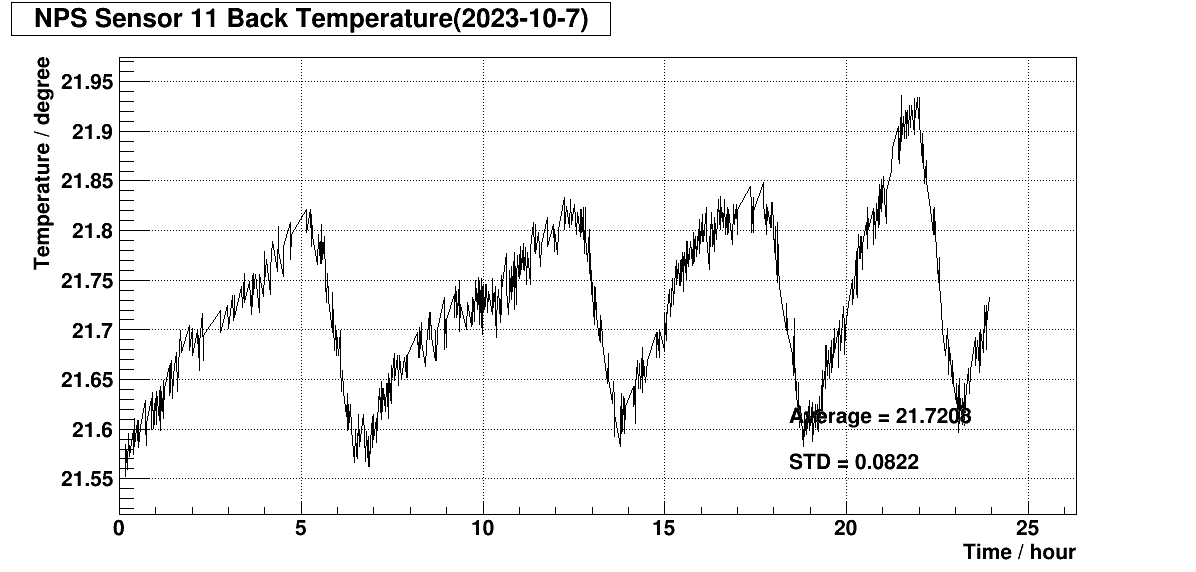 NPS Sensor 11 Back Temperature(2023-10-7)
Temperature / degree
21.95
21.9
21.85
21.8
21.75
21.7
21.65
21.6
21.55
Average = 21.7208
STD = 0.0822
0 5 10 15 20 25
Time / hour